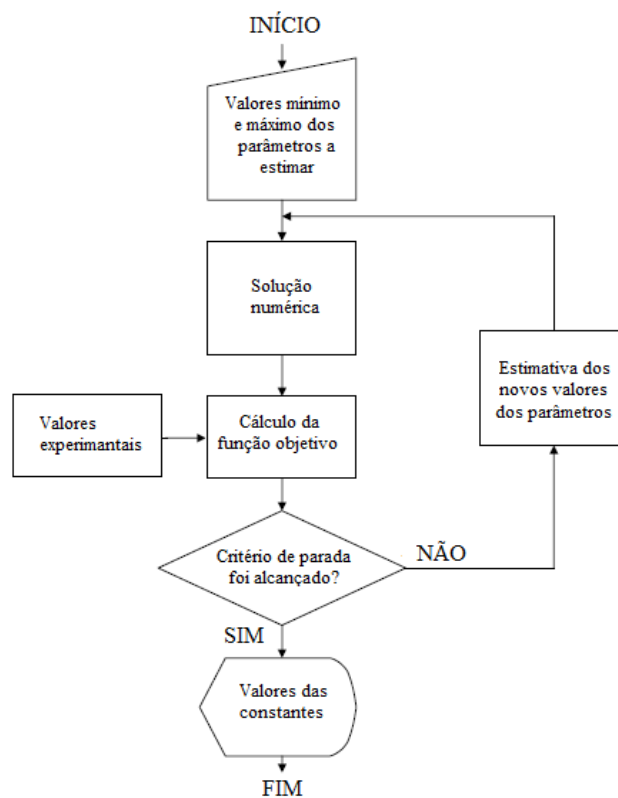 INÍCIO
Valores mínimo
e máximo dos
parâmetros a
estimar
Solução
numérica
Estimativa dos
novos valores
dos parâmetros
Valores
experimantais
Cálculo da
função objetivo
Critério de parada
foi alcançado?
NÃO
SIM
Valores das
constantes
FIM